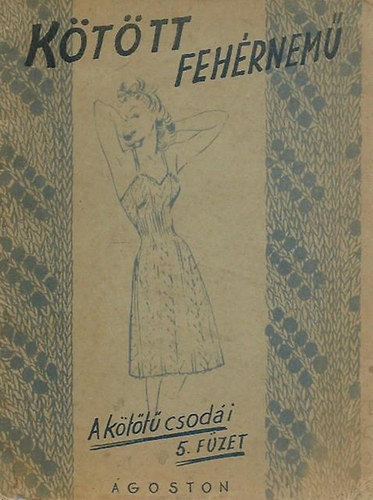 KÖTÖTT
FEHÉRNEMŰ
A kötőtű csodái
5. FÜZET
ÁGOSTON